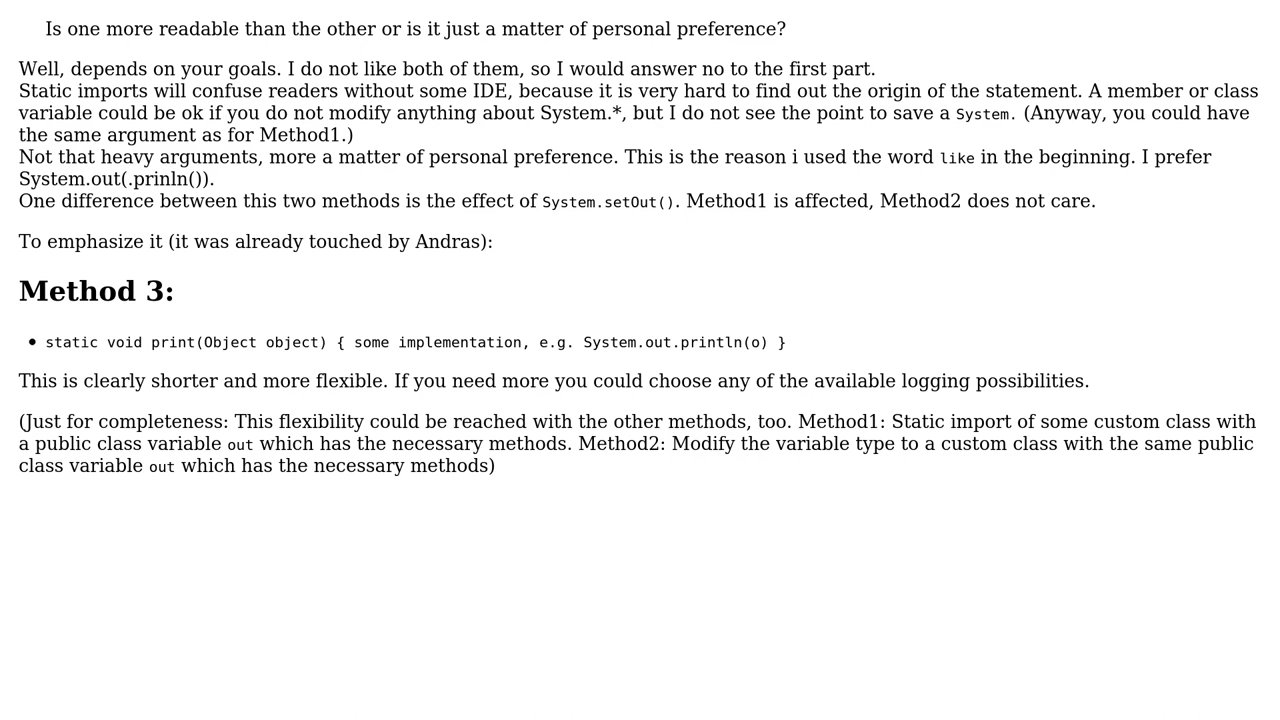 Is one more readable than the other or is it just a matter of personal preference?
Well, depends on your goals. I do not like both of them, so I would answer no to the first part.
Static imports will confuse readers without some IDE, because it is very hard to find out the origin of the statement. A member or class
variable could be ok if you do not modify anything about System.*, but I do not see the point to save a System. (Anyway, you could have
the same argument as for Method1.)
Not that heavy arguments, more a matter of personal preference. This is the reason i used the word like in the beginning. I prefer
System.out(.prinln()).
One difference between this two methods is the effect of System.setOut(). Method1 is affected, Method2 does not care.
To emphasize it (it was already touched by Andras):
Method 3:
• static void print(Object object) { some implementation, e.g. System.out.println(o) }
This is clearly shorter and more flexible. If you need more you could choose any of the available logging possibilities.
(Just for completeness: This flexibility could be reached with the other methods, too. Method1: Static import of some custom class with
a public class variable out which has the necessary methods. Method2: Modify the variable type to a custom class with the same public
class variable out which has the necessary methods)